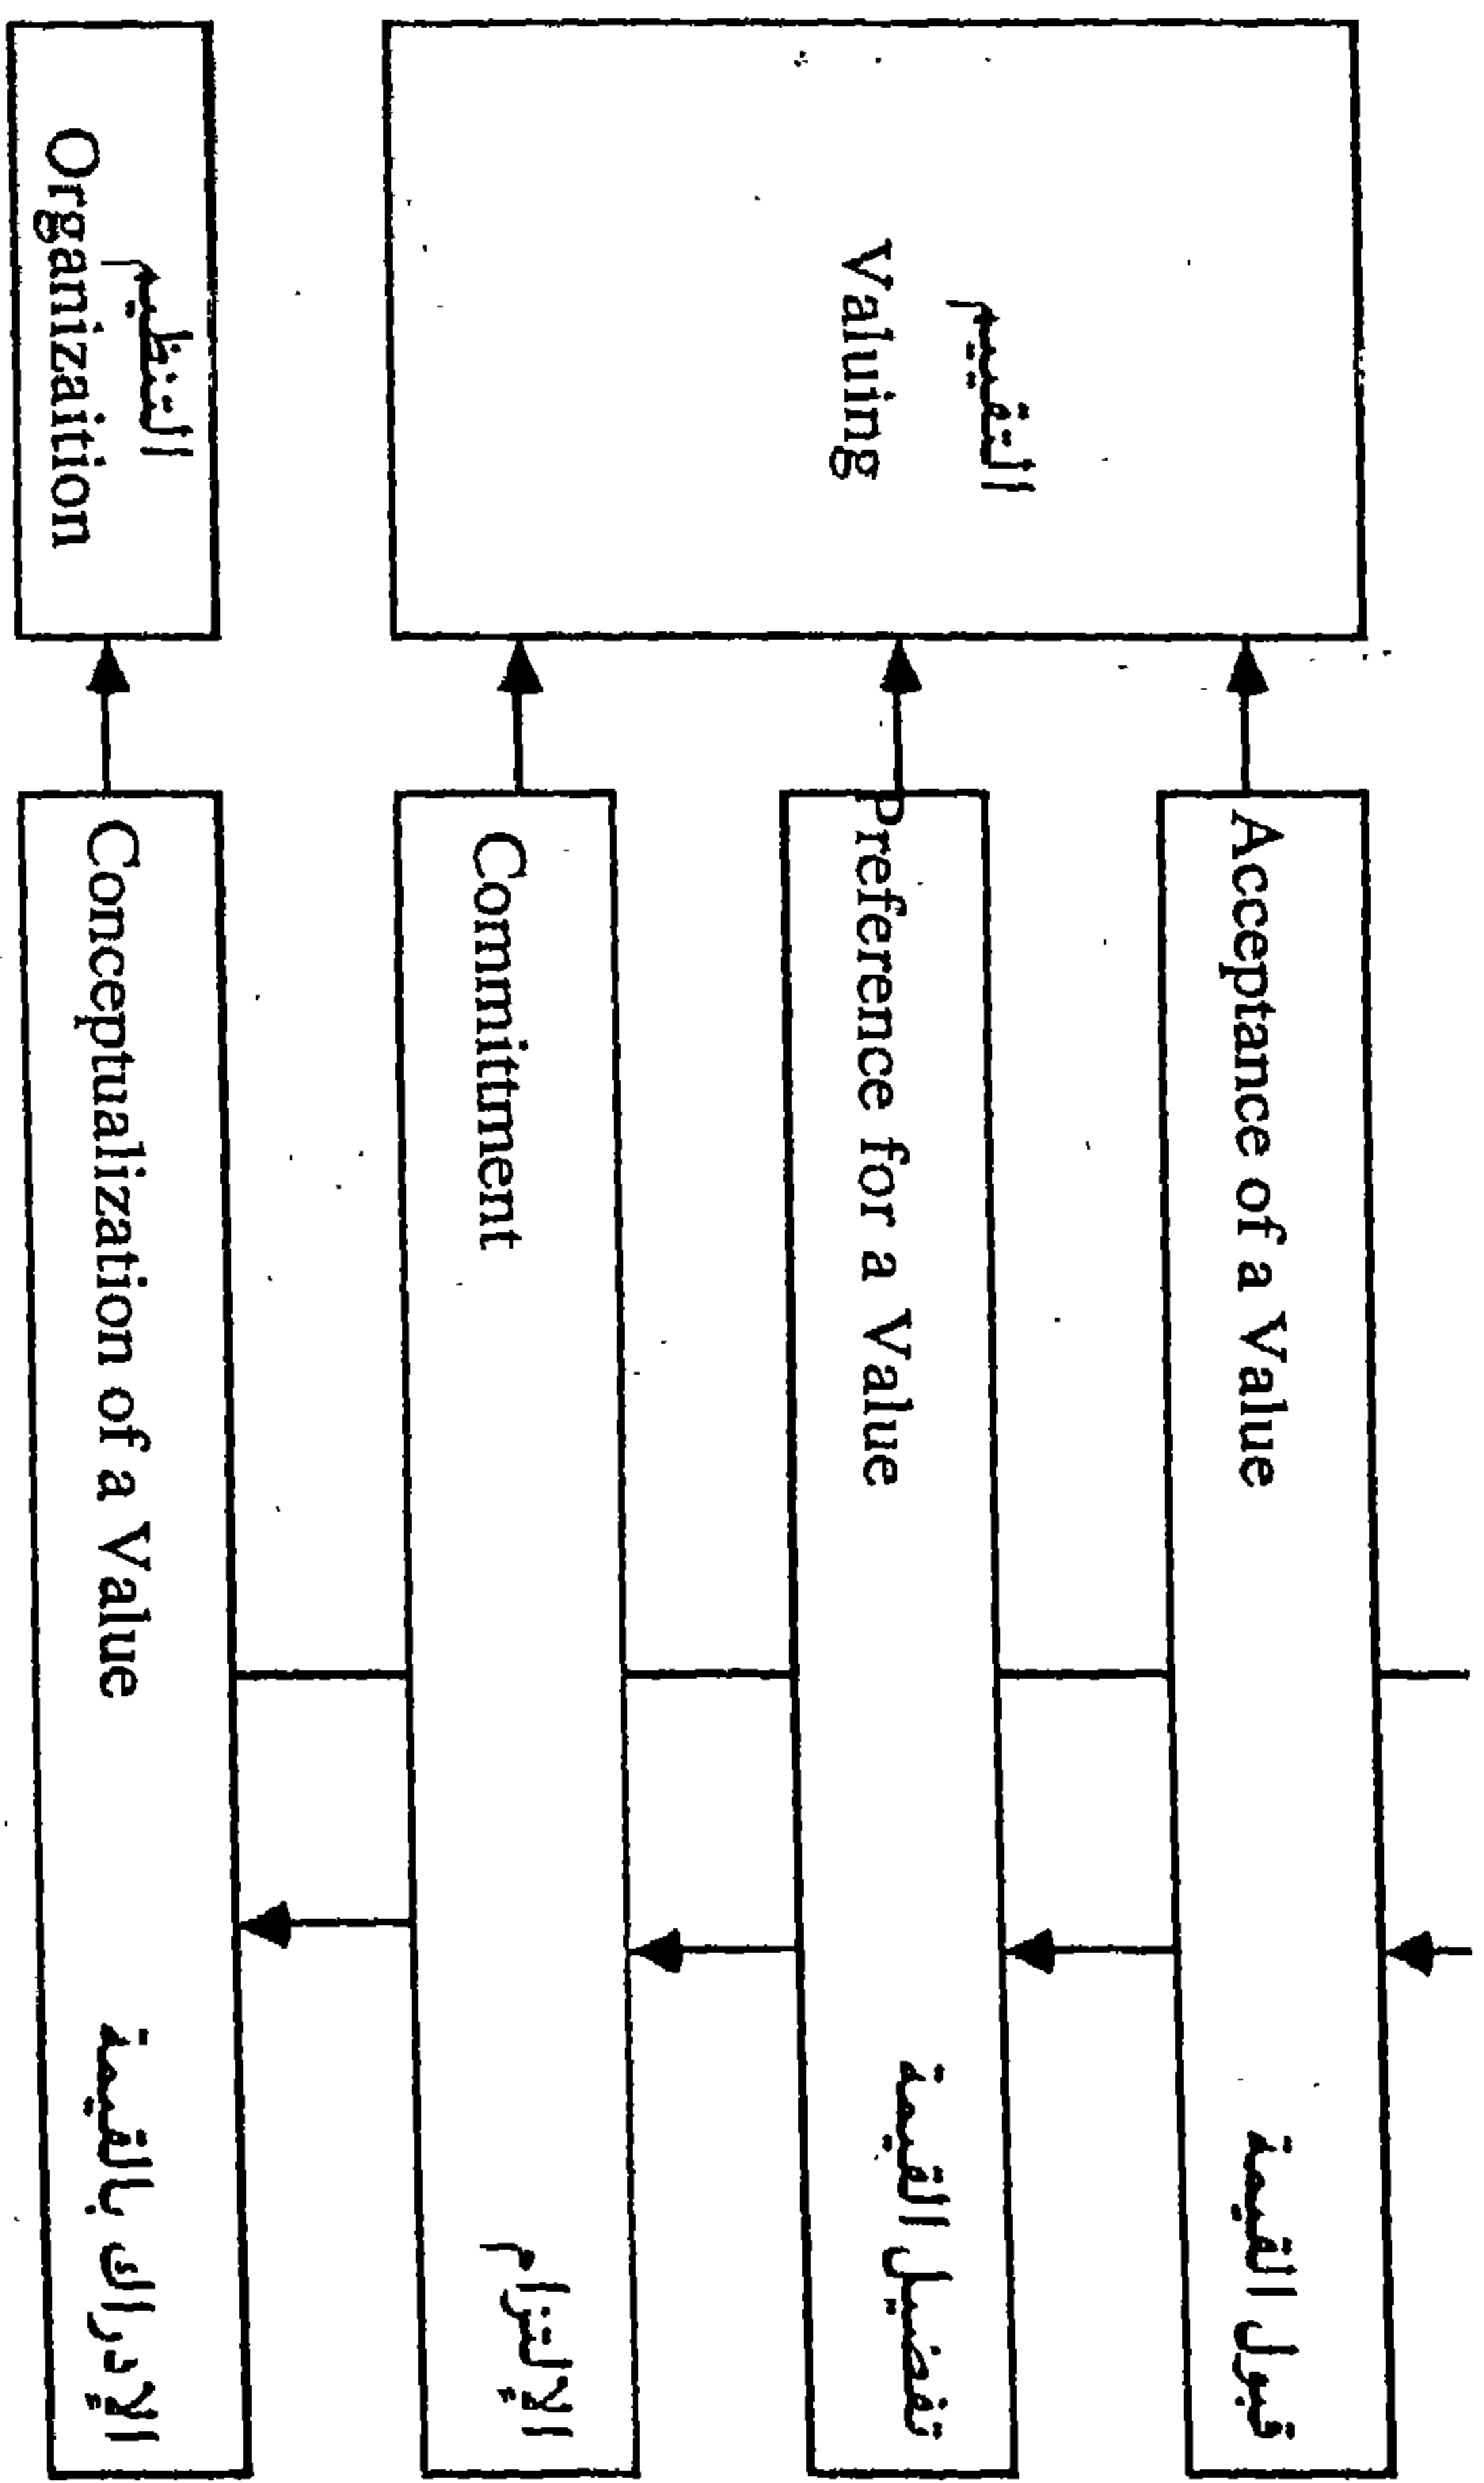 التقييم
Valuing
Acceptance of a Value
قبول القيمة
Preference for a Value
تفضيل القيمة
Commitment
الإلتزام
التنظيم
Organization
Conceptualization of a Value
الإدراك بالقيمة